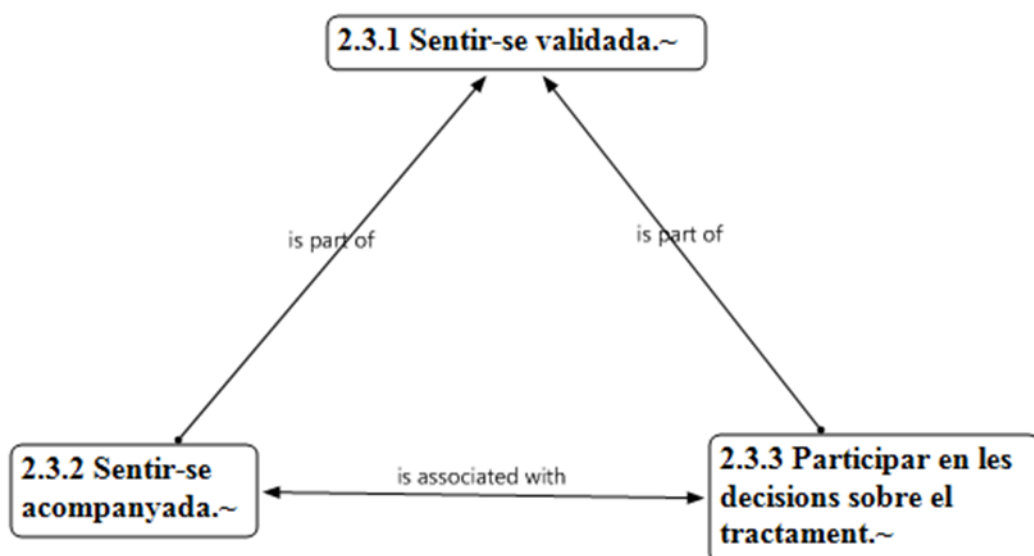 2.3.1 Sentir-se validada.~
is part of
is part of
2.3.2 Sentir-se
acompanyada.~
is associated with
2.3.3 Participar en les
decisions sobre el
tractament.~